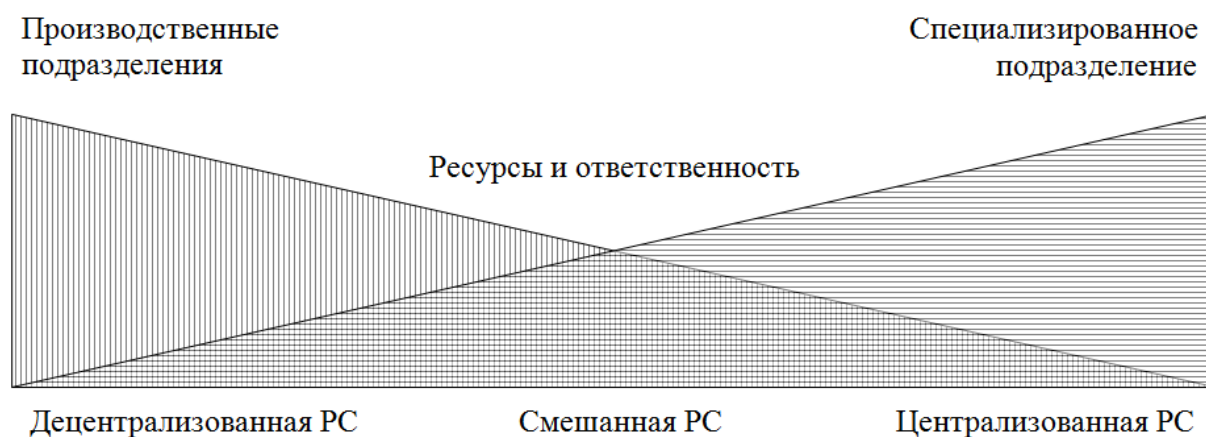 Производственные
подразделения
Специализированное
подразделение
Ресурсы и ответственность
Децентрализованная РС
Смешанная РС
Централизованная РС